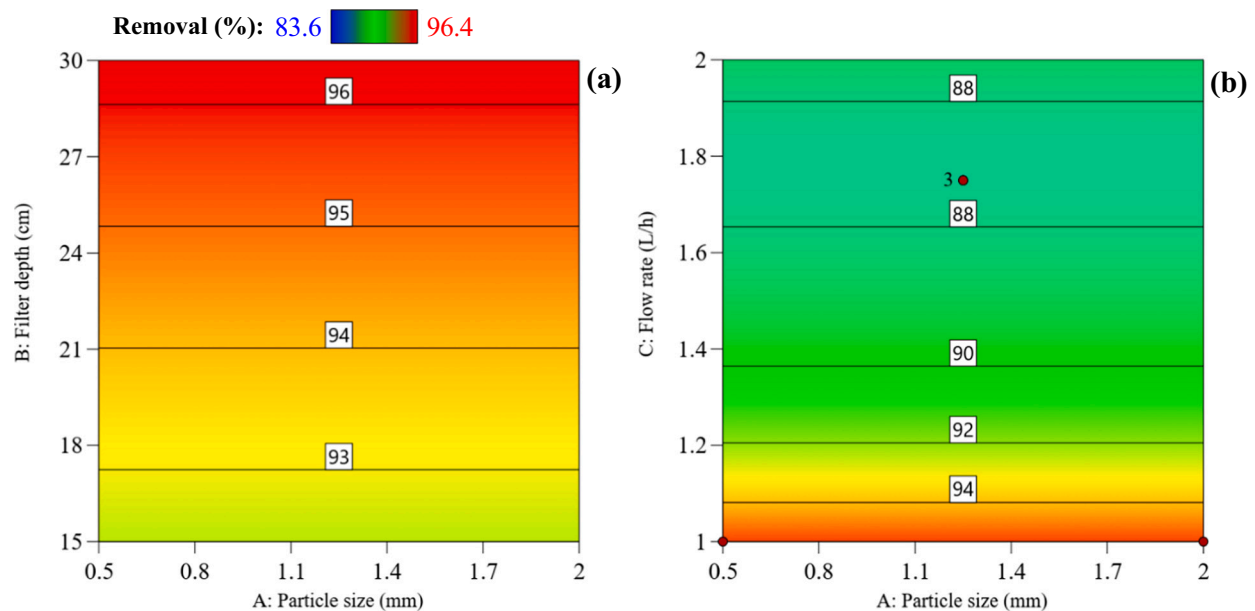 Removal (%): 83.6 96.4
(a)
B: Filter depth (cm)
30
27
24
21
18
15
96
95
94
93
0.5 0.8 1.1 1.4 1.7 2
A: Particle size (mm)
(b)
C: Flow rate (L/h)
2
1.8
1.6
1.4
1.2
1
88
3
88
90
92
94
0.5 0.8 1.1 1.4 1.7 2
A: Particle size (mm)